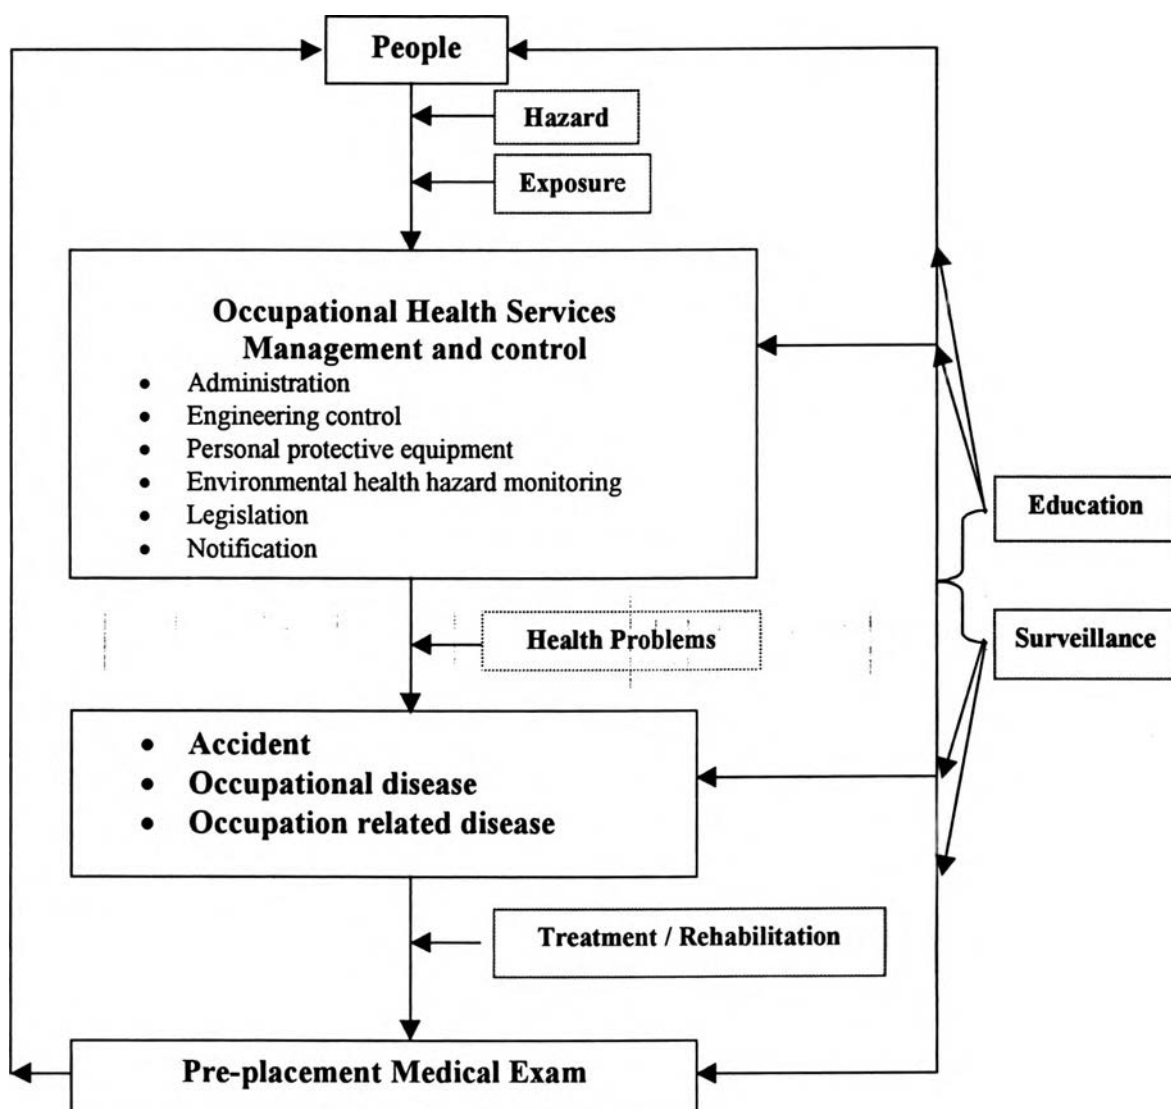 People
Hazard
Exposure
Occupational Health Services
Management and control
• Administration
• Engineering control
• Personal protective equipment
• Environmental health hazard monitoring
• Legislation
• Notification
Education
Health Problems
Surveillance
• Accident
• Occupational disease
• Occupation related disease
Treatment / Rehabilitation
Pre-placement Medical Exam